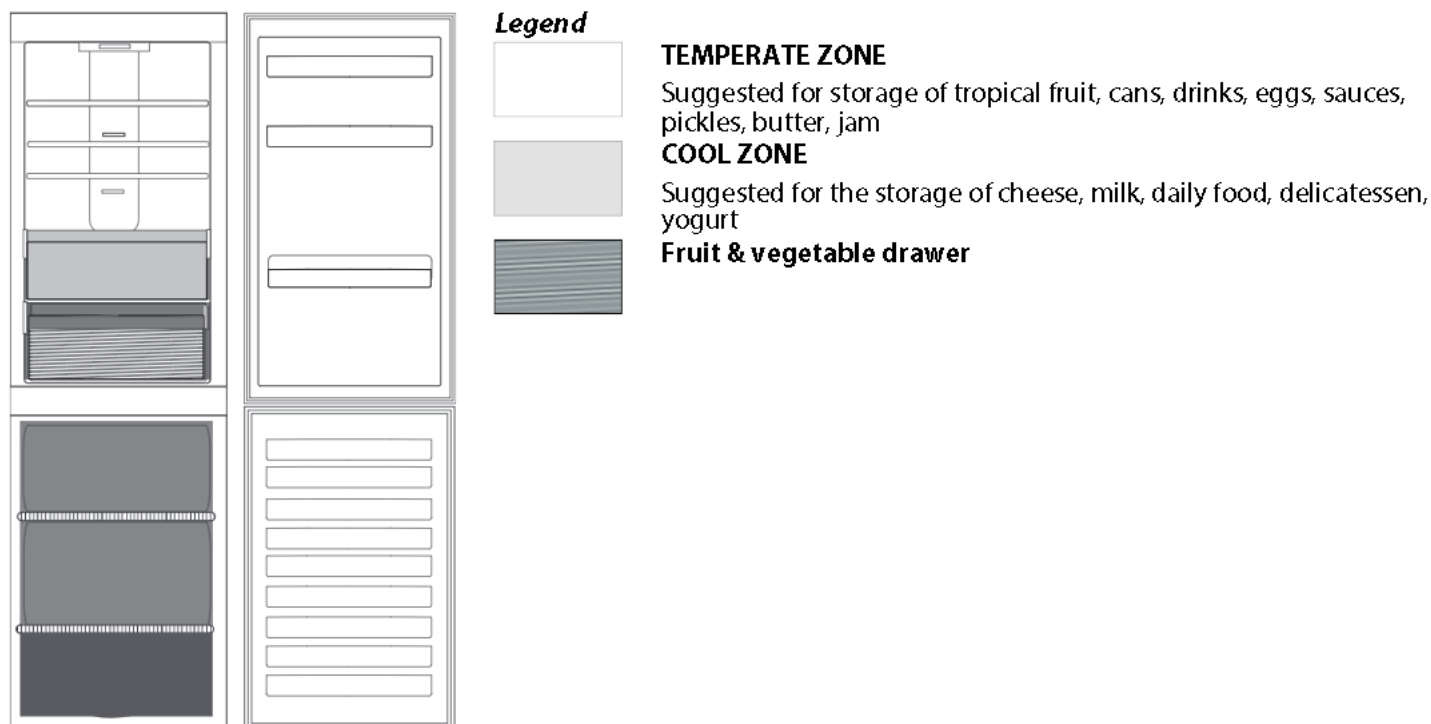 Legend
TEMPERATE ZONE
Suggested for storage of tropical fruit, cans, drinks, eggs, sauces,
pickles, butter, jam
COOL ZONE
Suggested for the storage of cheese, milk, daily food, delicatessen,
yogurt
Fruit & vegetable drawer